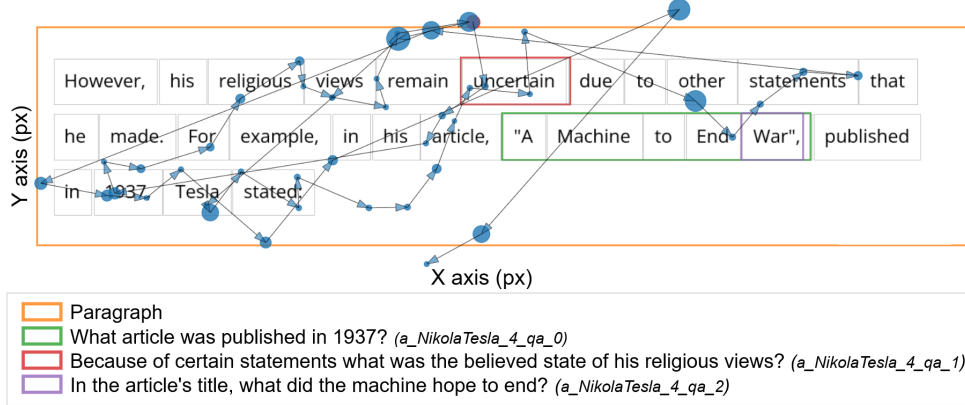 However, his religious views remain uncertain due to other statements that
he made. For example, in his article, "A Machine to End War", published
in 1937, Tesla stated:
Y axis (px)
X axis (px)
Paragraph
What article was published in 1937? (a_NikolaTesla_4_qa_0)
Because of certain statements what was the believed state of his religious views? (a_NikolaTesla_4_qa_1)
In the article's title, what did the machine hope to end? (a_NikolaTesla_4_qa_2)